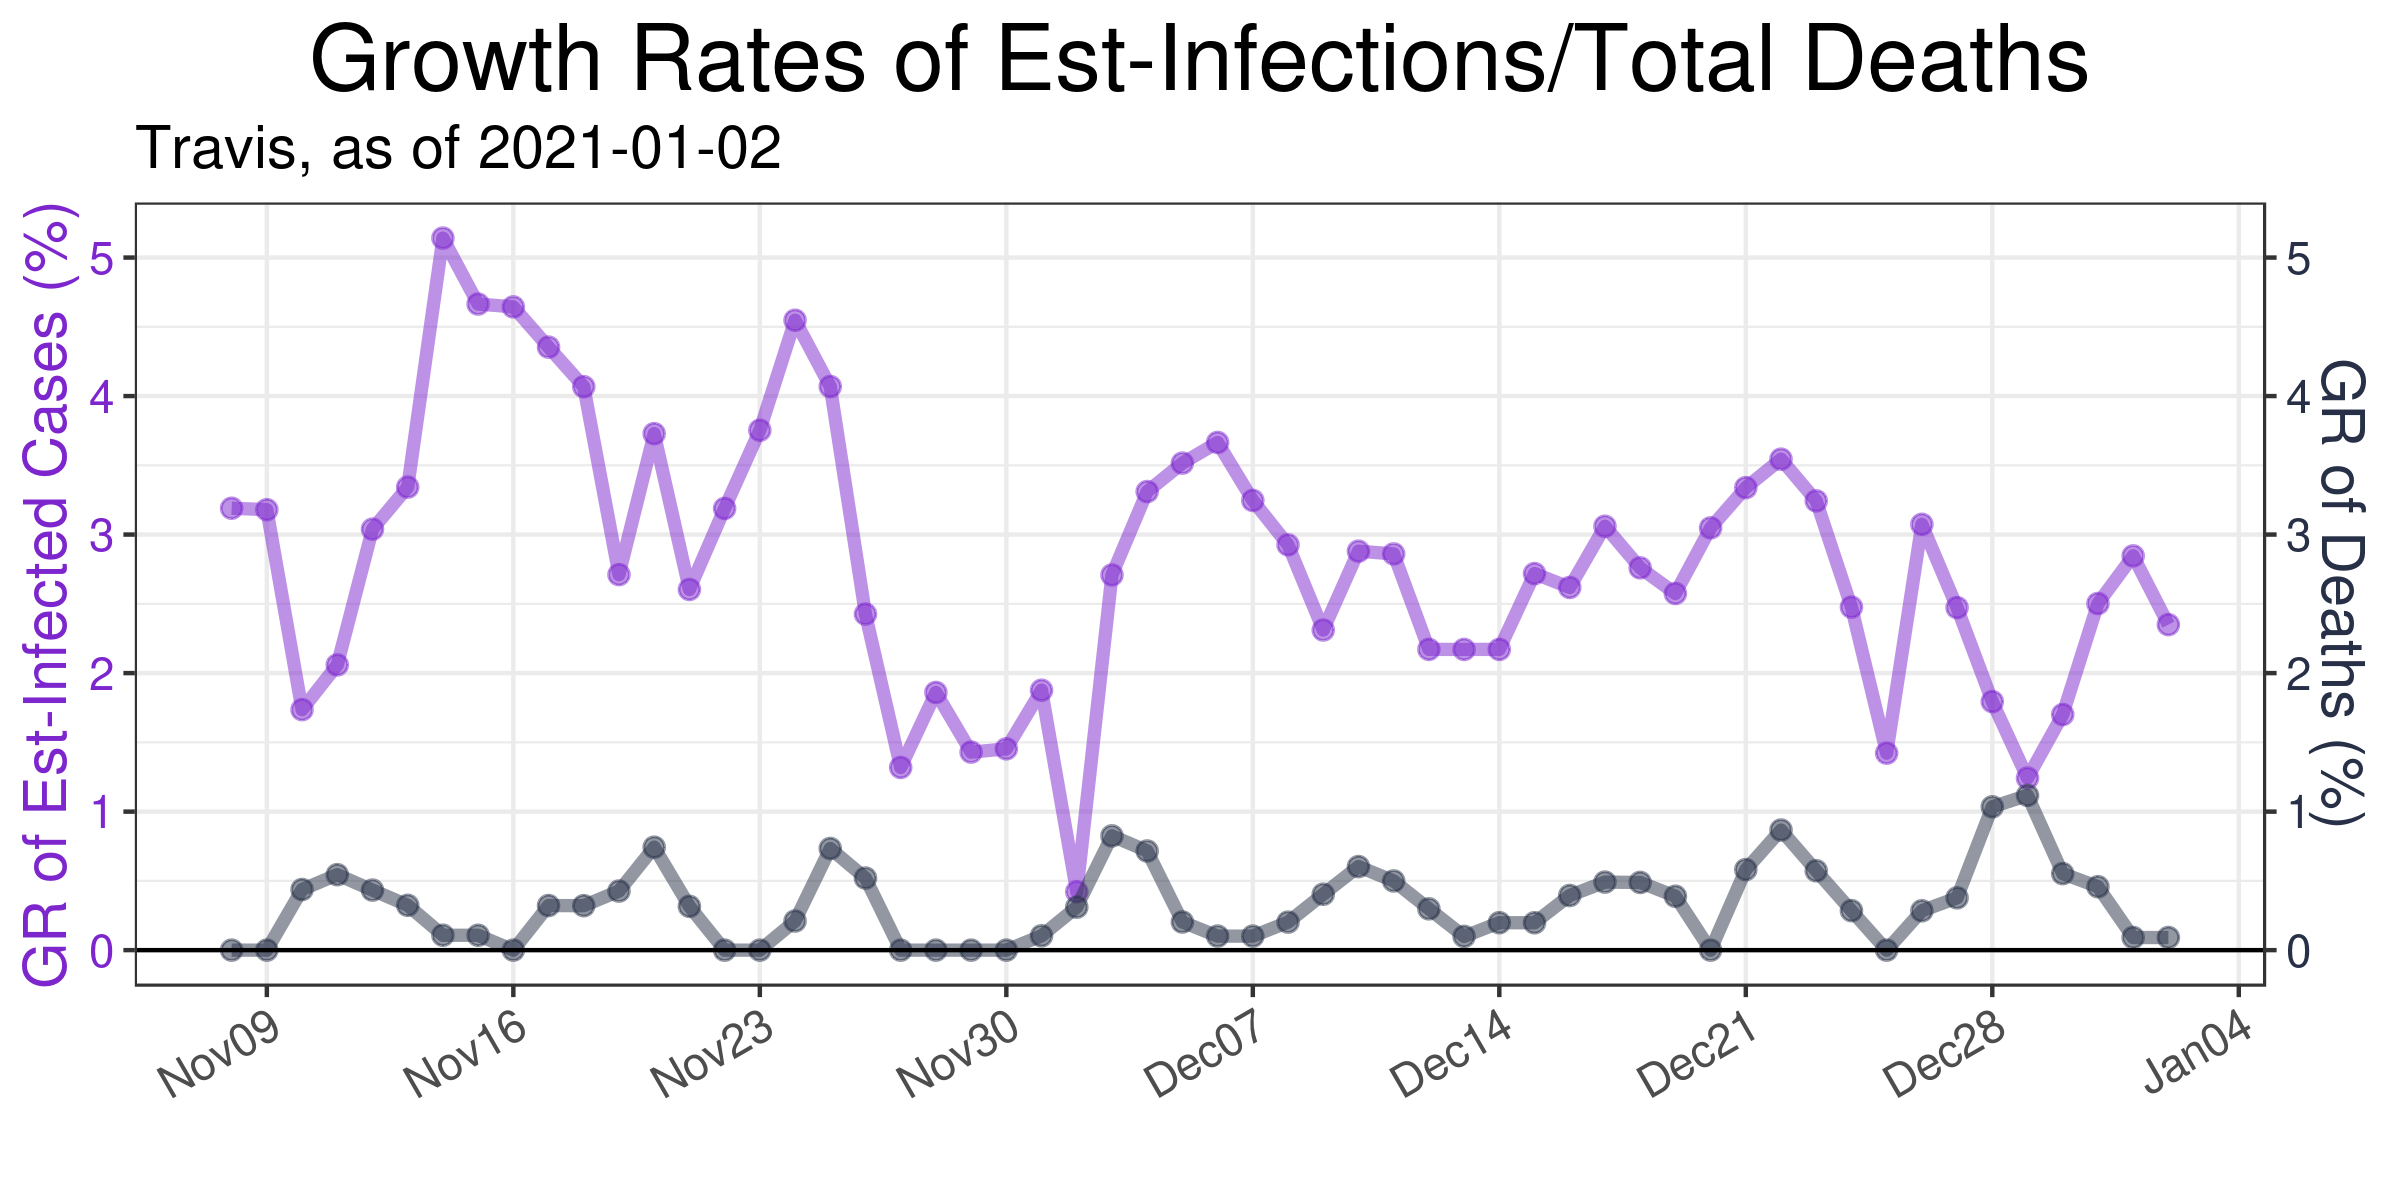 Growth Rates of Est-Infections/Total Deaths
Travis, as of 2021-01-02
GR of Est-Infected Cases (%)
5
4
3
2
1
0
5
4
3
2
1
0
GR of Deaths (%)
Nov09
Nov16
Nov23
Nov30
Dec07
Dec14
Dec21
Dec28
Jan04